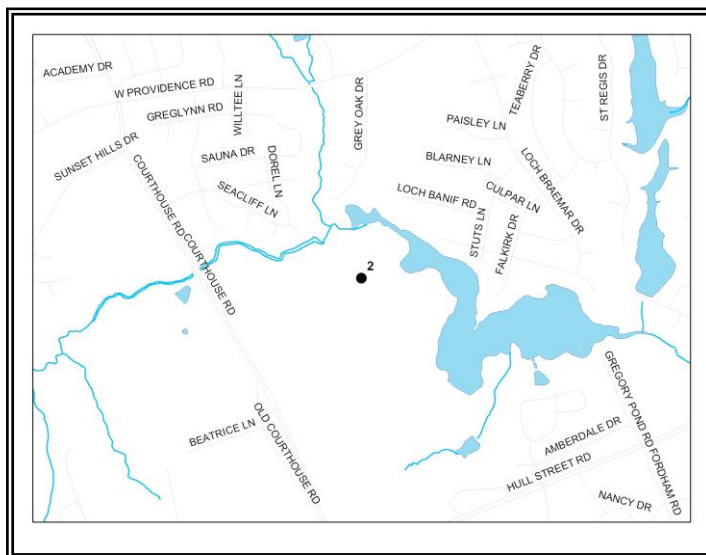 ACADEMY DR
W PROVIDENCE RD
GREGLYNN RD
WILLTEE LN
SUNSET HILLS DR
SAUNA DR
DOREL LN
SEACLIFF LN
COURTHOUSE RD
COURTHOUSE RD
GREY OAK DR
PAISLEY LN
TEABERRY DR
ST REGIS DR
BLARNEY LN
LOCH BRAEMAR DR
LOCH BANIF RD
CULPAR LN
STUTS LN
FALKIRK DR
2
BEATRICE LN
OLD COURTHOUSE RD
GREGORY POND RD
FORDHAM RD
AMBERDALE DR
HULL STREET RD
NANCY DR